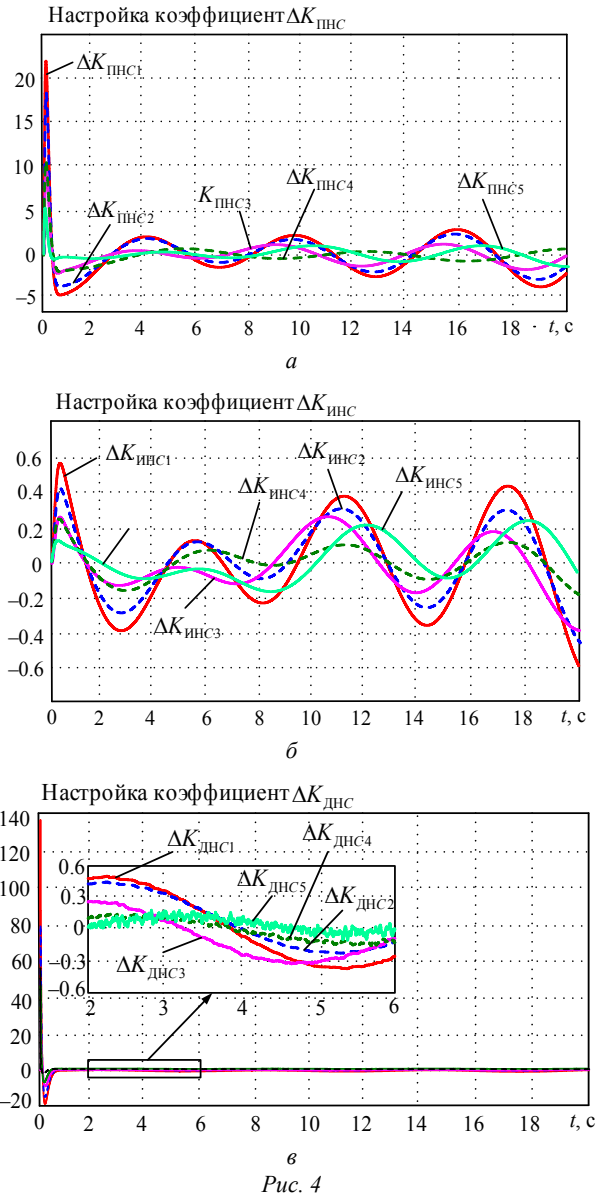 Настройка коэффициент ΔK_ПНС
ΔK_ПНС1
20
15
K_ПНС3 ΔK_ПНС4 ΔK_ПНС5
10
ΔK_ПНС2
5
0
–5
0 2 4 6 8 10 12 14 16 18 t, с
а
Настройка коэффициент ΔK_ИНС
ΔK_ИНС1 ΔK_ИНС2
0.6
ΔK_ИНС4 ΔK_ИНС5
0.4
0.2
0
–0.2
ΔK_ИНС3
–0.4
–0.6
0 2 4 6 8 10 12 14 16 18 t, с
б
Настройка коэффициент ΔK_ДНС
140
ΔK_ДНС1 ΔK_ДНС4
120
0.6
ΔK_ДНС5
100
0.3
ΔK_ДНС2
80
0
60
ΔK_ДНС3
–0.3
–0.6
40
2 3 4 5 6
20
0
–20
0 2 4 6 8 10 12 14 16 18 t, с
в
Рис. 4